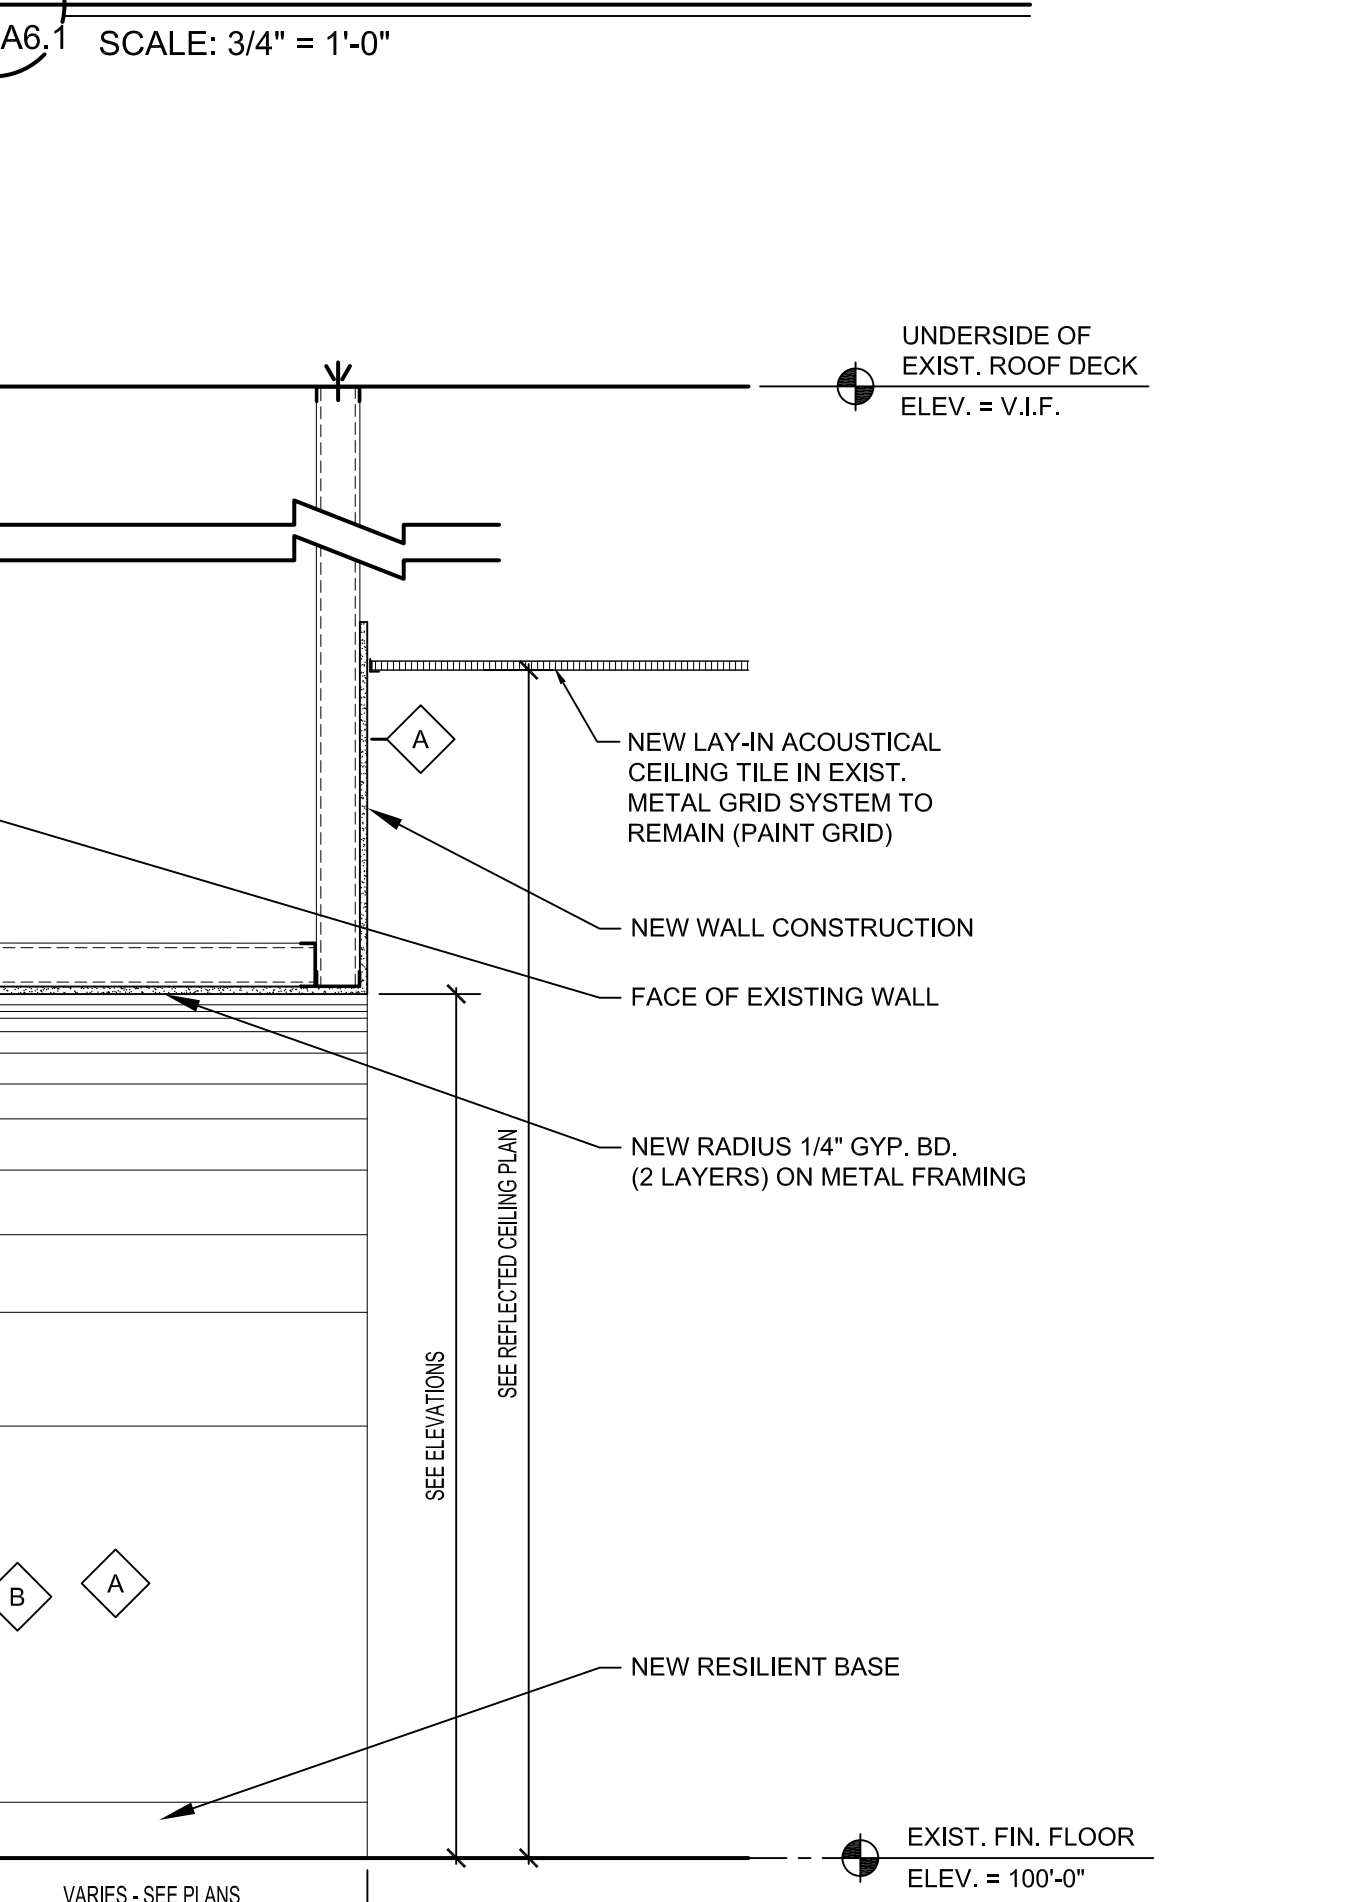 A6.1
SCALE: 3/4" = 1'-0"
UNDERSIDE OF
EXIST. ROOF DECK
ELEV. = V.I.F.
A
NEW LAY-IN ACOUSTICAL
CEILING TILE IN EXIST.
METAL GRID SYSTEM TO
REMAIN (PAINT GRID)
NEW WALL CONSTRUCTION
FACE OF EXISTING WALL
NEW RADIUS 1/4" GYP. BD.
(2 LAYERS) ON METAL FRAMING
SEE REFLECTED CEILING PLAN
SEE ELEVATIONS
B
A
NEW RESILIENT BASE
EXIST. FIN. FLOOR
ELEV. = 100'-0"
VARIES - SEE PLANS